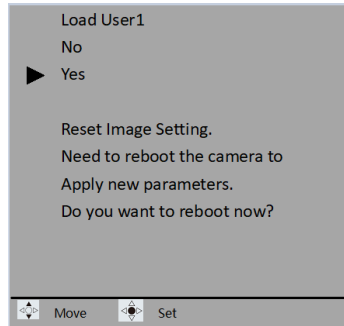 Load User1
No
Yes
Reset Image Setting.
Need to reboot the camera to
Apply new parameters.
Do you want to reboot now?
Move Set